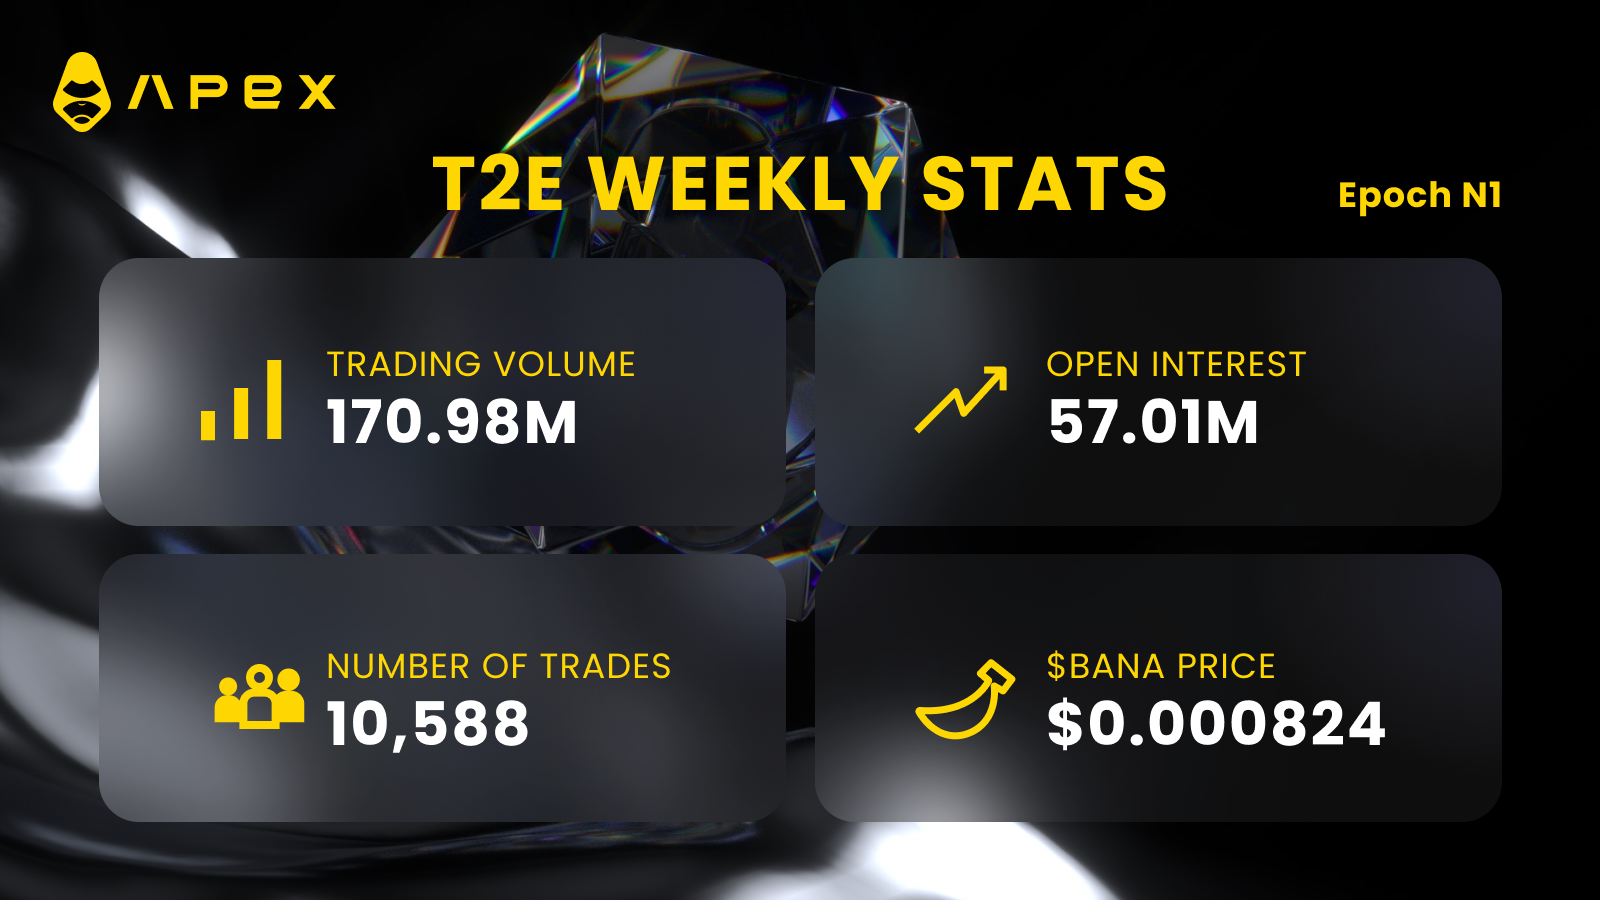 APEX
T2E WEEKLY STATS
Epoch N1
TRADING VOLUME
170.98M
OPEN INTEREST
57.01M
NUMBER OF TRADES
10,588
$BANA PRICE
$0.000824